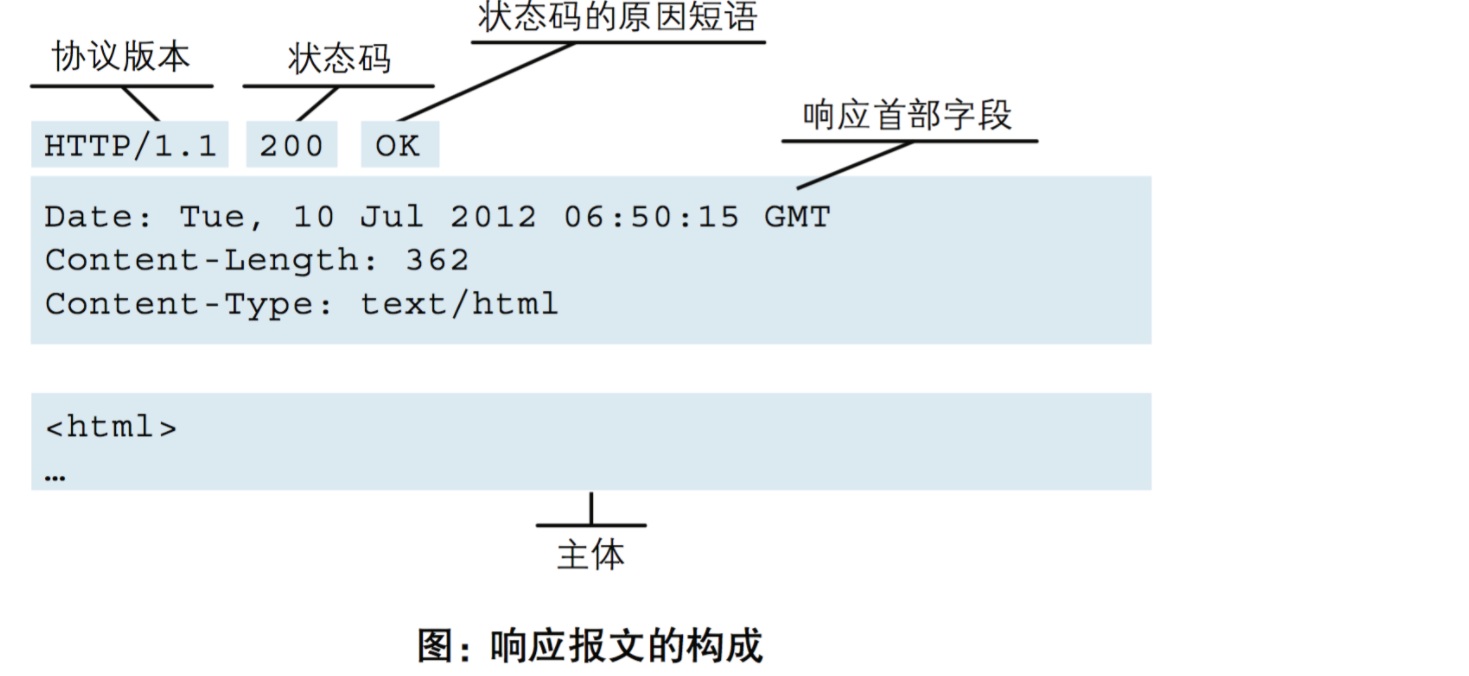 状态码的原因短语
协议版本 状态码
响应首部字段
HTTP/1.1 200 OK
Date: Tue, 10 Jul 2012 06:50:15 GMT
Content-Length: 362
Content-Type: text/html
<html>
…
主体
图：响应报文的构成